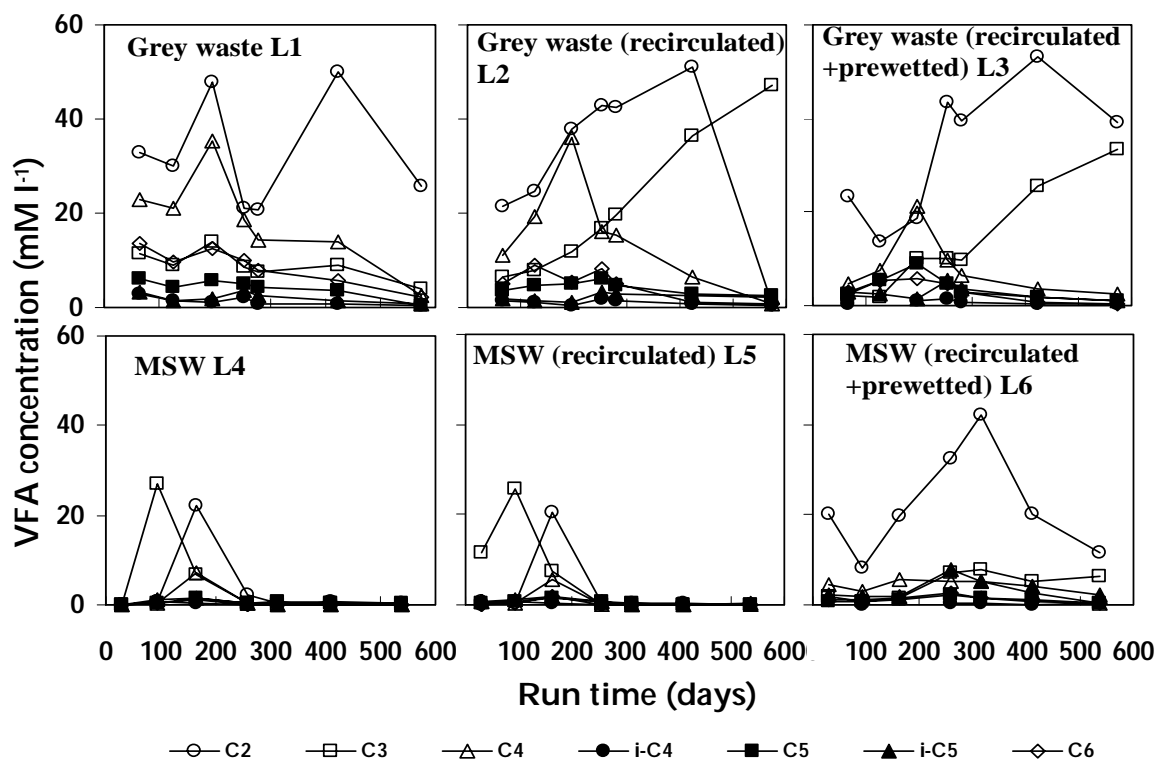 60
40
20
0
Grey waste L1
Grey waste (recirculated)
L2
Grey waste (recirculated
+prewetted) L3
VFA concentration (mM l-1)
60
40
20
0
MSW L4
MSW (recirculated) L5
MSW (recirculated
+prewetted) L6
0 100 200 300 400 500 600
100 200 300 400 500 600
100 200 300 400 500 600
Run time (days)
C2 C3 C4 i-C4 C5 i-C5 C6